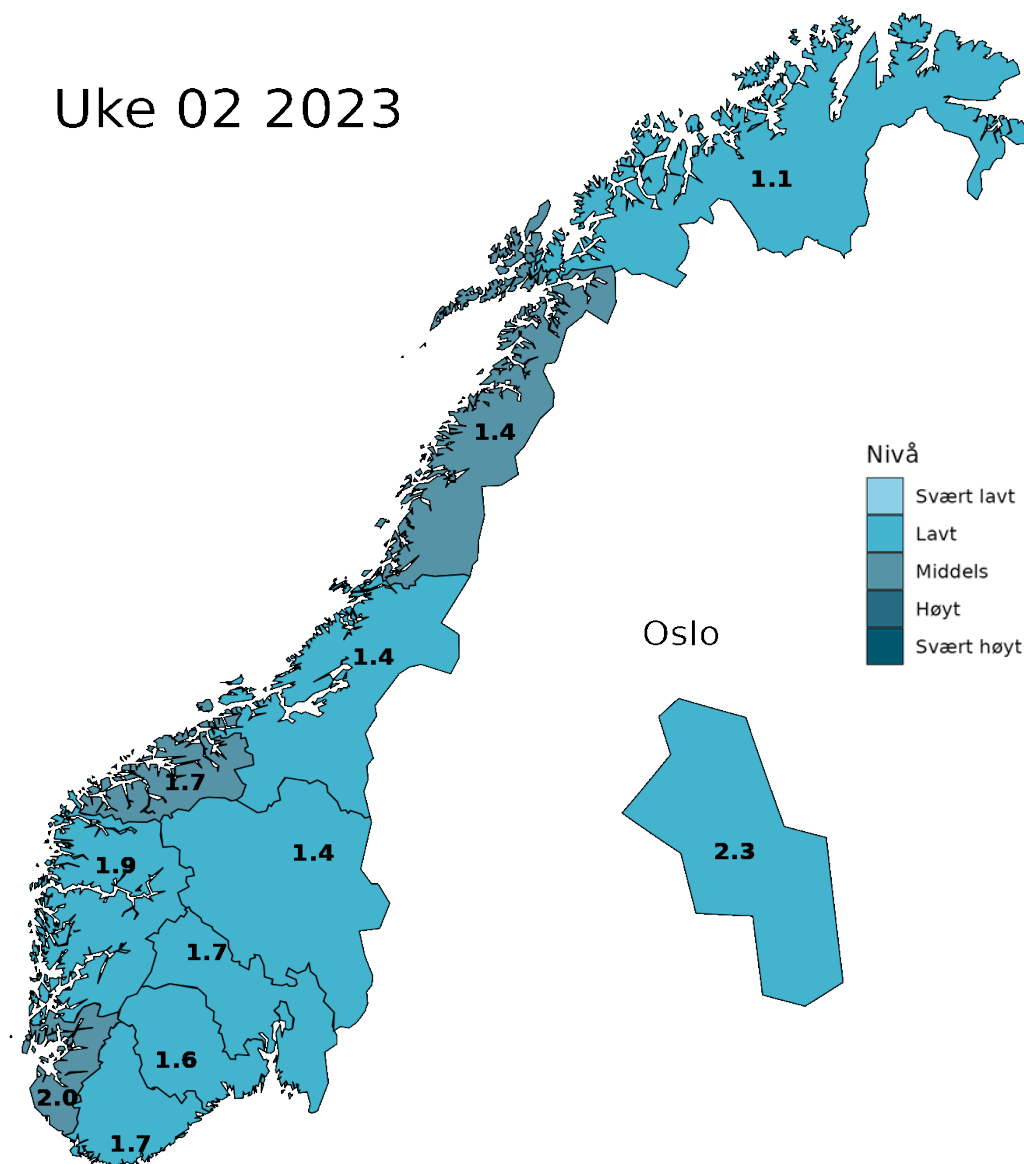 Uke 02 2023
1.1
1.4
Nivå
Svært lavt
Lavt
Middels
Høyt
Svært høyt
Oslo
1.4
1.7
1.4
2.3
1.9
1.7
1.6
2.0
1.7